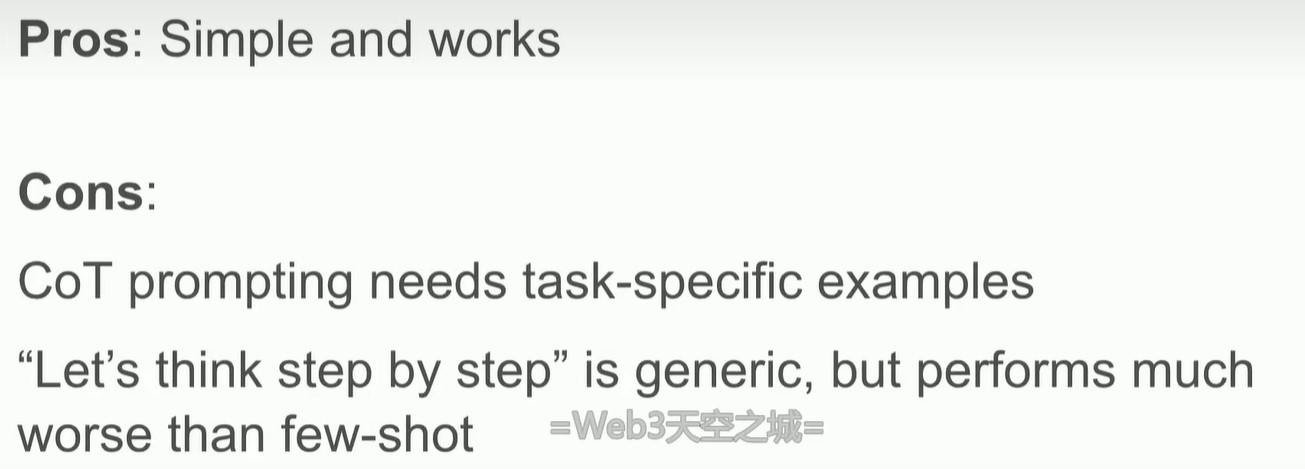 Pros: Simple and works
Cons:
CoT prompting needs task-specific examples
“Let’s think step by step” is generic, but performs much
worse than few-shot
=Web3天空之城=